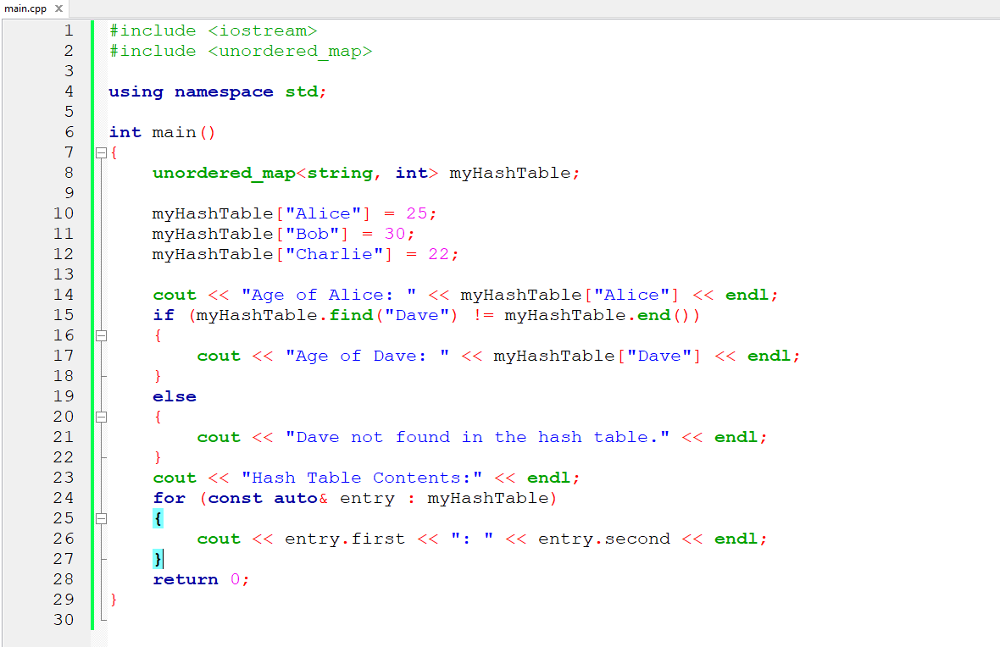 main.cpp ×
1 #include <iostream>
2 #include <unordered_map>
3
4 using namespace std;
5
6 int main()
7 {
8     unordered_map<string, int> myHashTable;
9
10     myHashTable["Alice"] = 25;
11     myHashTable["Bob"] = 30;
12     myHashTable["Charlie"] = 22;
13
14     cout << "Age of Alice: " << myHashTable["Alice"] << endl;
15     if (myHashTable.find("Dave") != myHashTable.end())
16     {
17         cout << "Age of Dave: " << myHashTable["Dave"] << endl;
18     }
19     else
20     {
21         cout << "Dave not found in the hash table." << endl;
22     }
23     cout << "Hash Table Contents:" << endl;
24     for (const auto& entry : myHashTable)
25     {
26         cout << entry.first << ": " << entry.second << endl;
27     }
28     return 0;
29 }
30